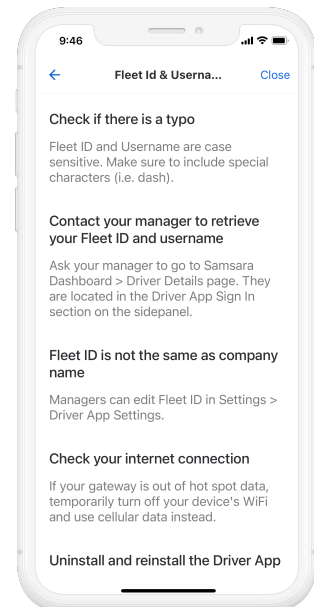 9:46
Fleet Id & Userna...
Close
Check if there is a typo
Fleet ID and Username are case
sensitive. Make sure to include special
characters (i.e. dash).
Contact your manager to retrieve
your Fleet ID and username
Ask your manager to go to Samsara
Dashboard > Driver Details page. They
are located in the Driver App Sign In
section on the sidepanel.
Fleet ID is not the same as company
name
Managers can edit Fleet ID in Settings >
Driver App Settings.
Check your internet connection
If your gateway is out of hot spot data,
temporarily turn off your device's WiFi
and use cellular data instead.
Uninstall and reinstall the Driver App